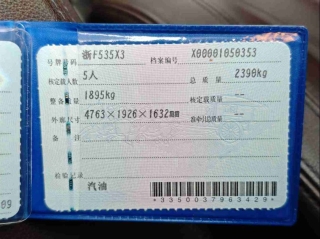 号牌号码 浙F535X3 档案编号 X00001050353
核定载人数 5人 总质量 2390kg
整备质量 1895kg 核定载质量 --
外廓尺寸 4763×1926×1632mm 准牵引总质量 --
备注
检验记录
汽油
*3500037963429*
89